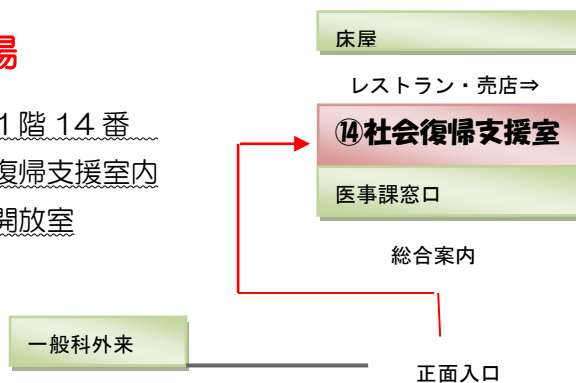 場
1階14番
復帰支援室内
開放室
床屋
レストラン・売店⇒
⑭社会復帰支援室
医事課窓口
総合案内
一般科外来
正面入口